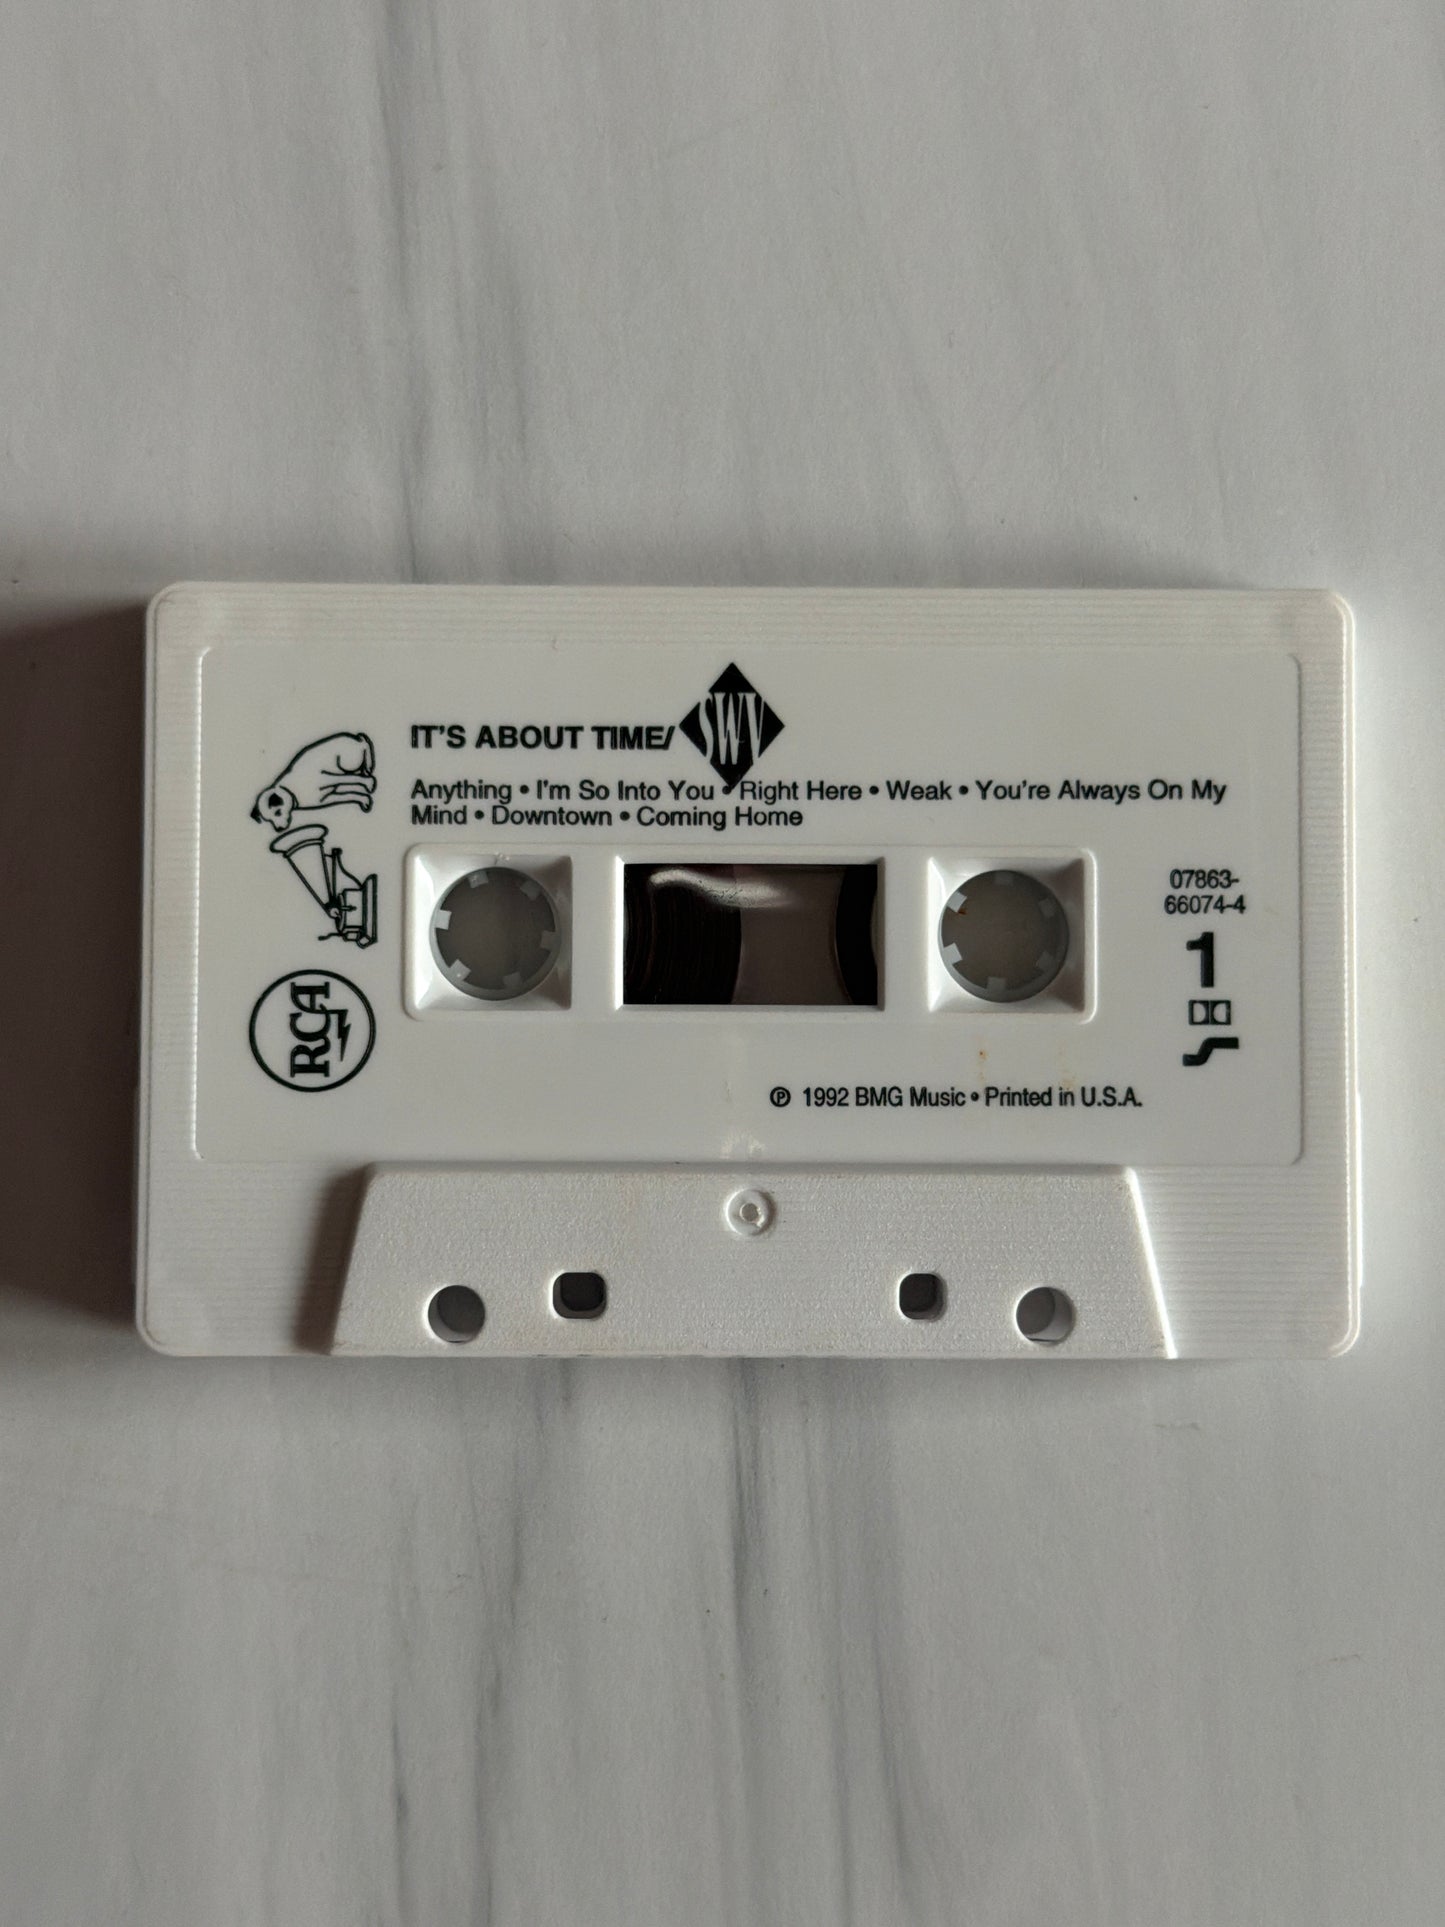 IT'S ABOUT TIME/ SWV
Anything • I'm So Into You • Right Here • Weak • You're Always On My
Mind • Downtown • Coming Home
07863-
66074-4
1
RCA
℗ 1992 BMG Music • Printed in U.S.A.